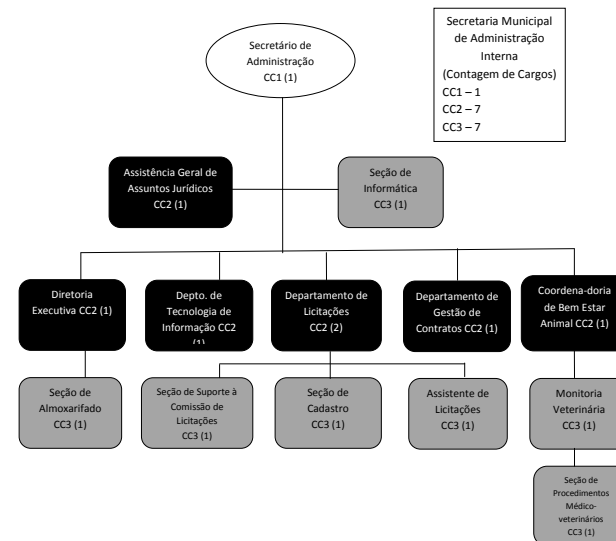 Secretário de
Administração
CC1 (1)
Secretaria Municipal
de Administração
Interna
(Contagem de Cargos)
CC1 – 1
CC2 – 7
CC3 – 7
Assistência Geral de
Assuntos Jurídicos
CC2 (1)
Seção de
Informática
CC3 (1)
Diretoria
Executiva CC2 (1)
Depto. de
Tecnologia de
Informação CC2
(1)
Departamento de
Licitações
CC2 (2)
Departamento de
Gestão de
Contratos CC2 (1)
Coordena-doria
de Bem Estar
Animal CC2 (1)
Seção de
Almoxarifado
CC3 (1)
Seção de Suporte à
Comissão de
Licitações
CC3 (1)
Seção de
Cadastro
CC3 (1)
Assistente de
Licitações
CC3 (1)
Monitoria
Veterinária
CC3 (1)
Seção de
Procedimentos
Médico-
veterinários
CC3 (1)